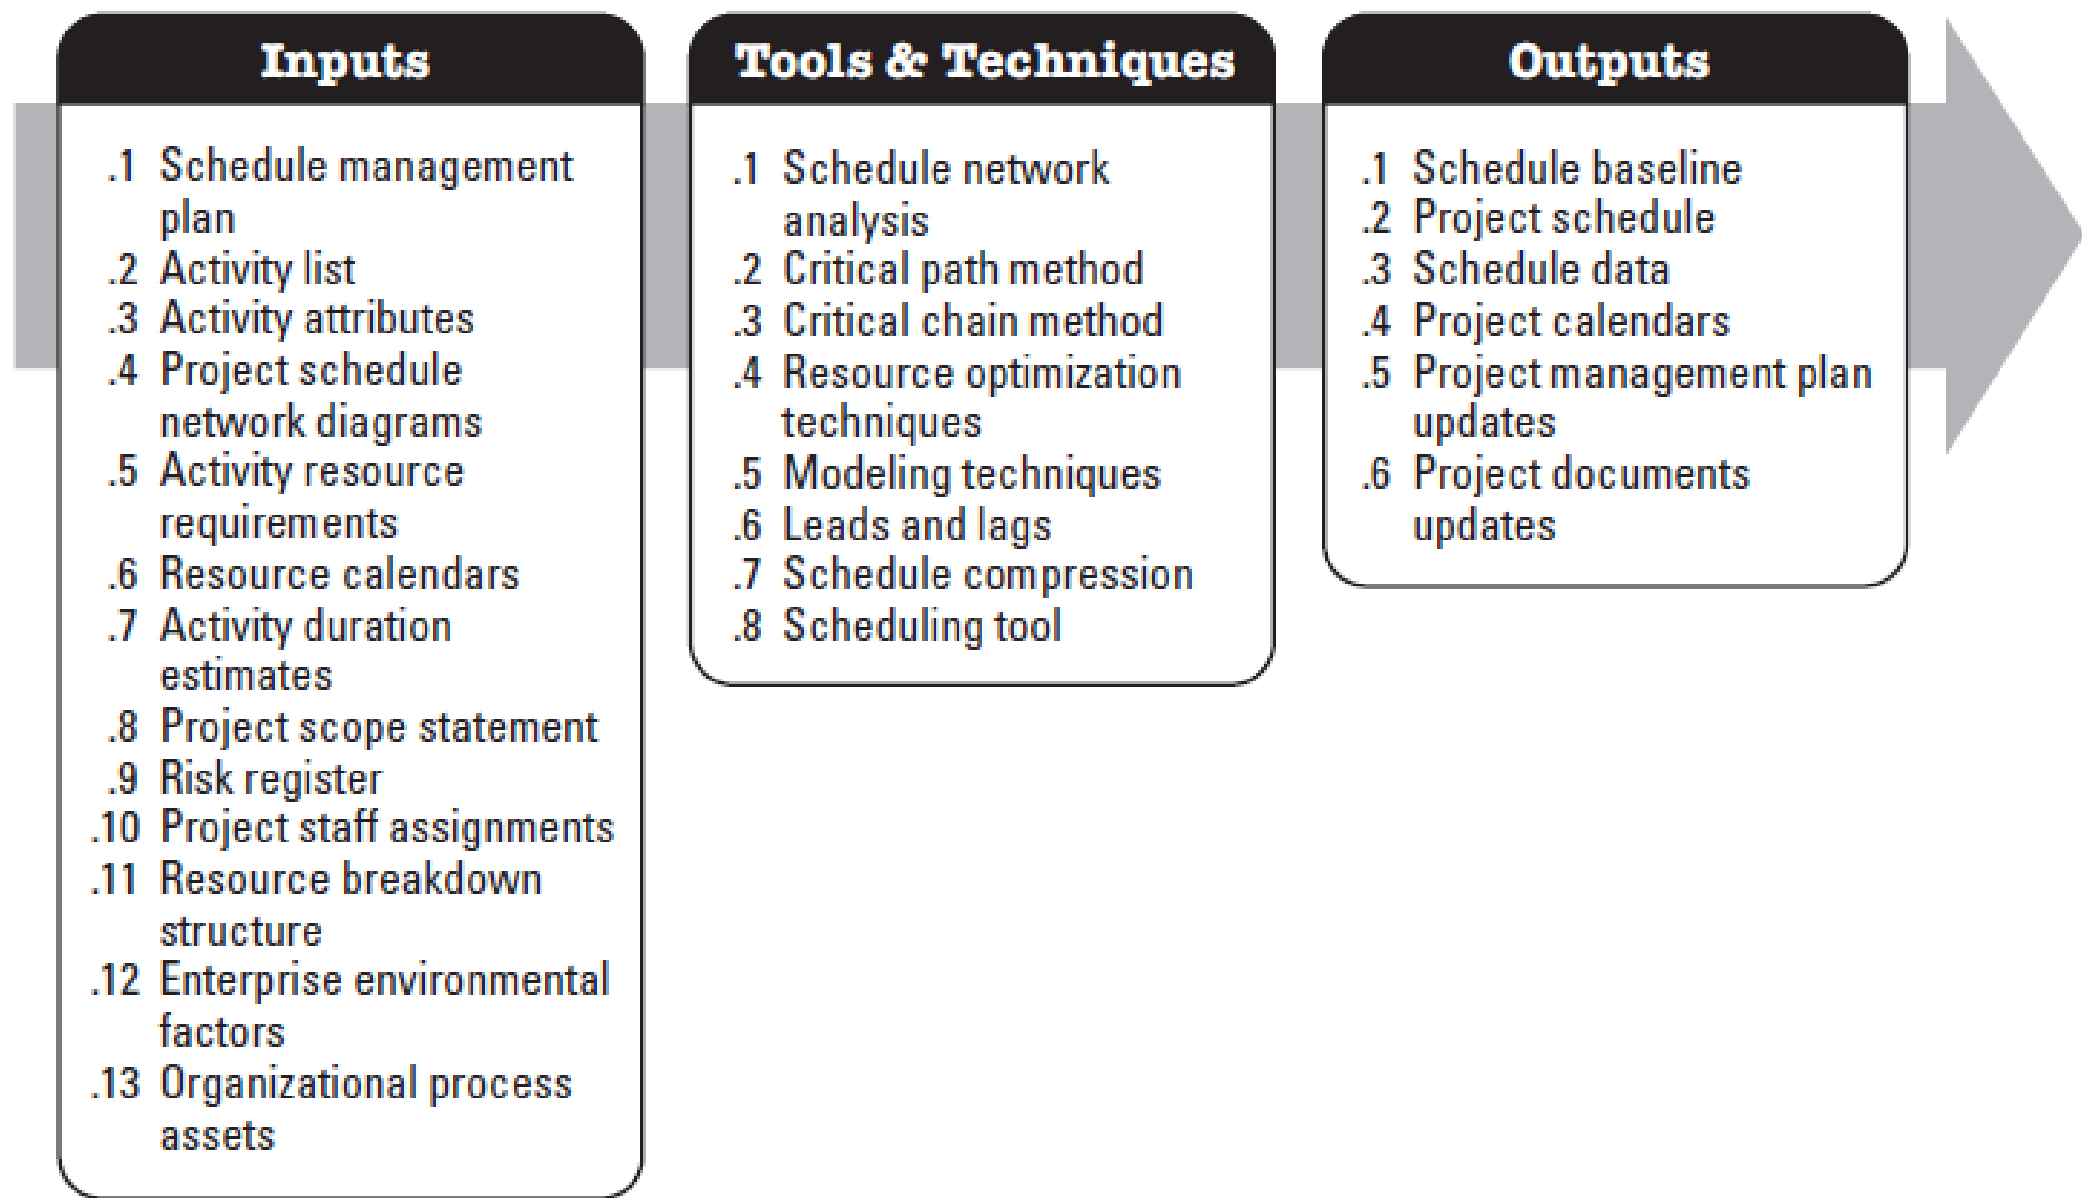 Inputs
.1 Schedule management
plan
.2 Activity list
.3 Activity attributes
.4 Project schedule
network diagrams
.5 Activity resource
requirements
.6 Resource calendars
.7 Activity duration
estimates
.8 Project scope statement
.9 Risk register
.10 Project staff assignments
.11 Resource breakdown
structure
.12 Enterprise environmental
factors
.13 Organizational process
assets
Tools & Techniques
.1 Schedule network
analysis
.2 Critical path method
.3 Critical chain method
.4 Resource optimization
techniques
.5 Modeling techniques
.6 Leads and lags
.7 Schedule compression
.8 Scheduling tool
Outputs
.1 Schedule baseline
.2 Project schedule
.3 Schedule data
.4 Project calendars
.5 Project management plan
updates
.6 Project documents
updates